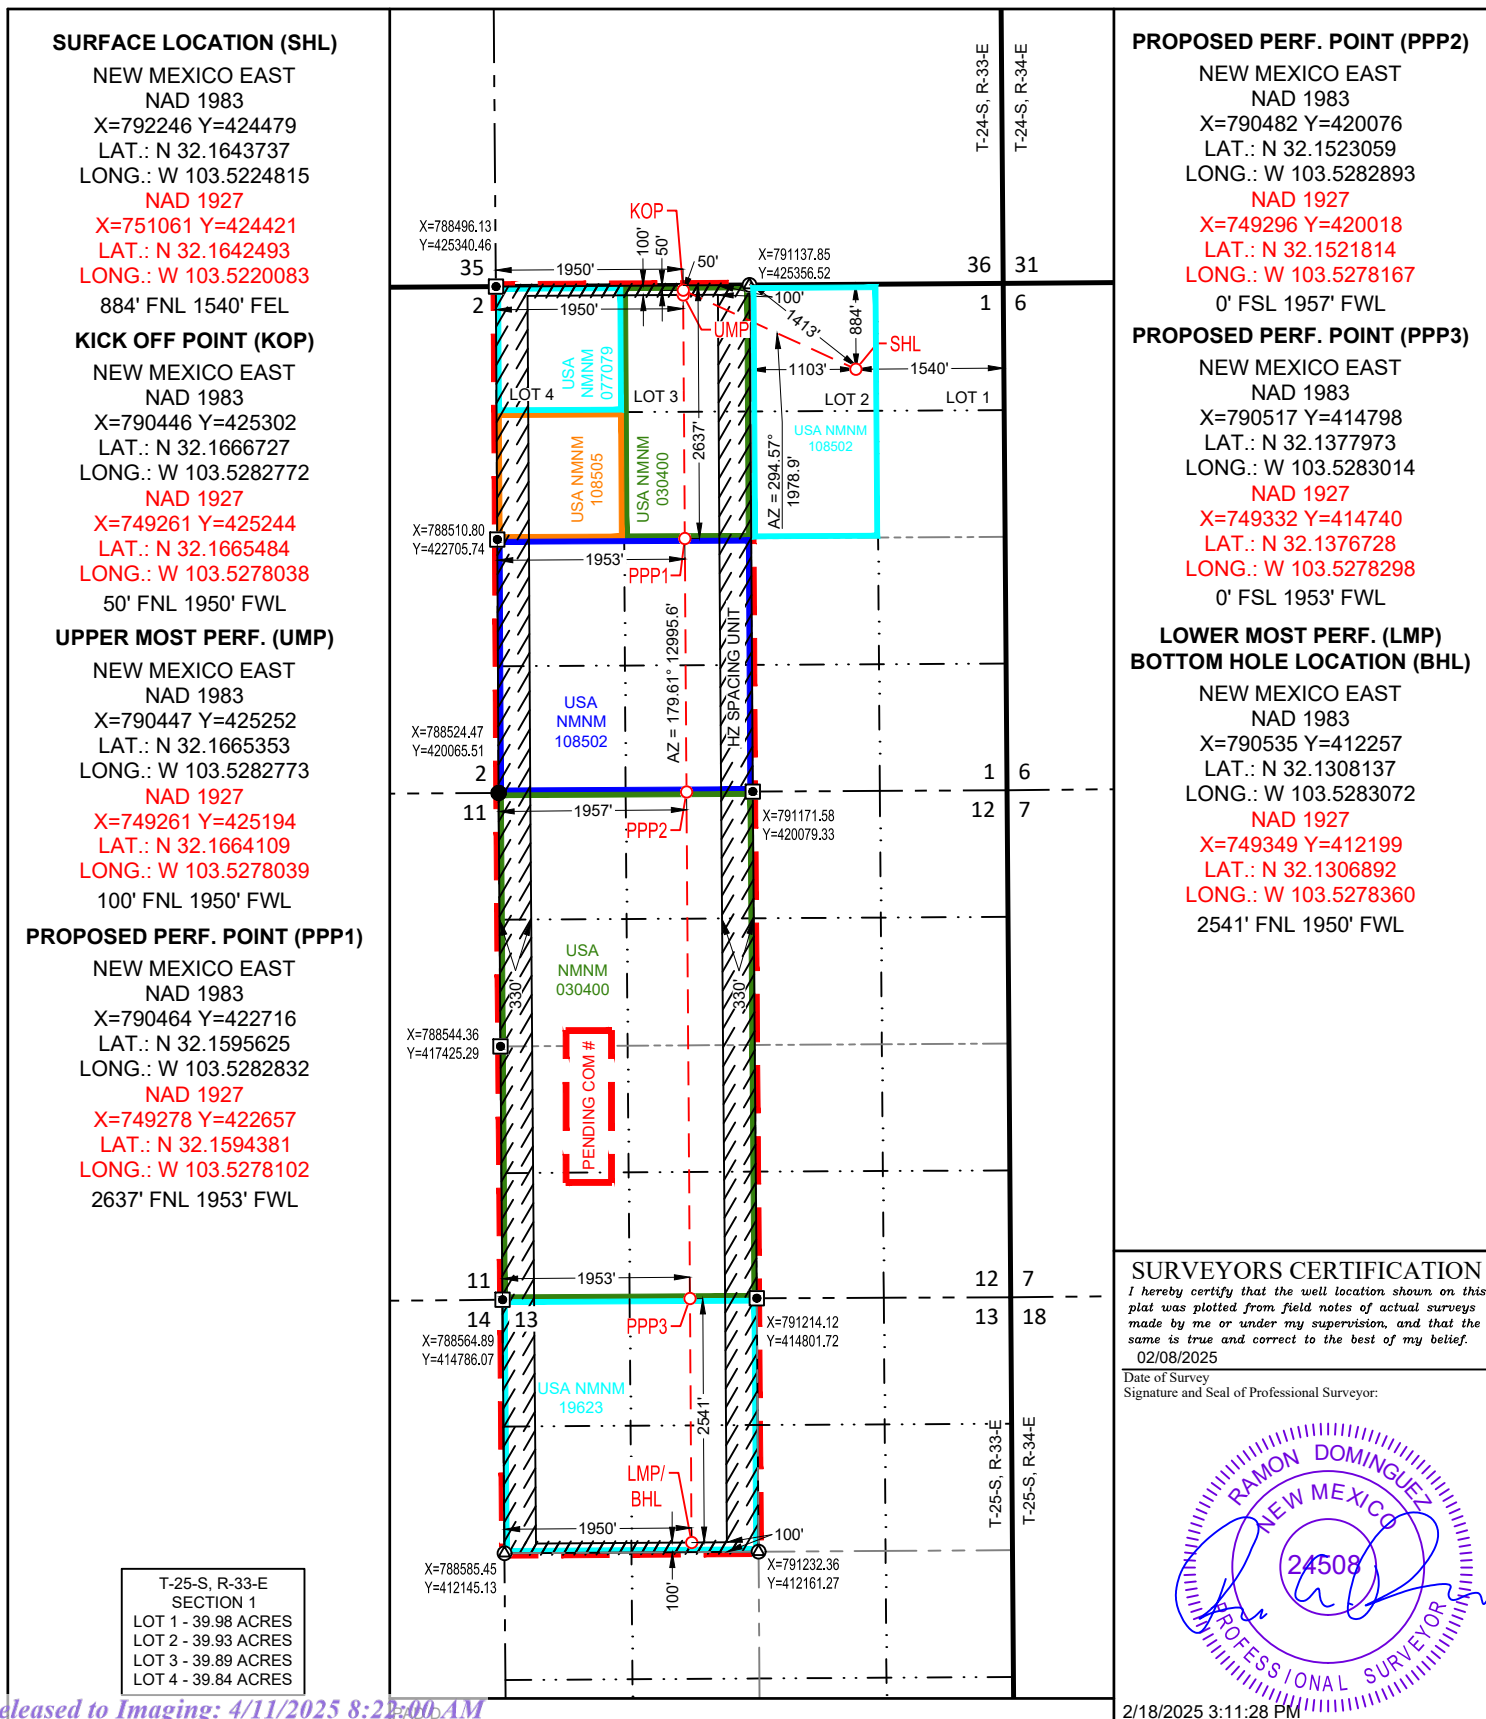 SURFACE LOCATION (SHL)
NEW MEXICO EAST
NAD 1983
X=792246 Y=424479
LAT.: N 32.1643737
LONG.: W 103.5224815
NAD 1927
X=751061 Y=424421
LAT.: N 32.1642493
LONG.: W 103.5220083
884' FNL 1540' FEL
KICK OFF POINT (KOP)
NEW MEXICO EAST
NAD 1983
X=790446 Y=425302
LAT.: N 32.1666727
LONG.: W 103.5282772
NAD 1927
X=749261 Y=425244
LAT.: N 32.1665484
LONG.: W 103.5278038
50' FNL 1950' FWL
UPPER MOST PERF. (UMP)
NEW MEXICO EAST
NAD 1983
X=790447 Y=425252
LAT.: N 32.1665353
LONG.: W 103.5282773
NAD 1927
X=749261 Y=425194
LAT.: N 32.1664109
LONG.: W 103.5278039
100' FNL 1950' FWL
PROPOSED PERF. POINT (PPP1)
NEW MEXICO EAST
NAD 1983
X=790464 Y=422716
LAT.: N 32.1595625
LONG.: W 103.5282832
NAD 1927
X=749278 Y=422657
LAT.: N 32.1594381
LONG.: W 103.5278102
2637' FNL 1953' FWL
T-25-S, R-33-E
SECTION 1
LOT 1 - 39.98 ACRES
LOT 2 - 39.93 ACRES
LOT 3 - 39.89 ACRES
LOT 4 - 39.84 ACRES
T-24-S, R-33-E
T-24-S, R-34-E
KOP
X=788496.13
Y=425340.46
100'
50'
50'
X=791137.85
Y=425356.52
35
1950'
36
31
2
1950'
100'
1
6
UMP
1413'
884'
SHL
1103'
1540'
USA
NMNM
077079
LOT 4
LOT 3
LOT 2
LOT 1
USA NMNM
108502
2637'
AZ = 294.57°
1978.9'
USA NMNM
108505
USA NMNM
030400
X=788510.80
Y=422705.74
1953'
PPP1
AZ = 179.61° 12995.6'
HZ SPACING UNIT
USA
NMNM
108502
X=788524.47
Y=420065.51
2
1
6
11
1957'
12
7
PPP2
X=791171.58
Y=420079.33
USA
NMNM
030400
330'
330'
X=788544.36
Y=417425.29
PENDING COM #
11
1953'
12
7
14
13
13
18
PPP3
X=788564.89
Y=414786.07
X=791214.12
Y=414801.72
USA NMNM
19623
2541'
T-25-S, R-33-E
T-25-S, R-34-E
LMP/
BHL
1950'
100'
X=788585.45
Y=412145.13
100'
X=791232.36
Y=412161.27
PROPOSED PERF. POINT (PPP2)
NEW MEXICO EAST
NAD 1983
X=790482 Y=420076
LAT.: N 32.1523059
LONG.: W 103.5282893
NAD 1927
X=749296 Y=420018
LAT.: N 32.1521814
LONG.: W 103.5278167
0' FSL 1957' FWL
PROPOSED PERF. POINT (PPP3)
NEW MEXICO EAST
NAD 1983
X=790517 Y=414798
LAT.: N 32.1377973
LONG.: W 103.5283014
NAD 1927
X=749332 Y=414740
LAT.: N 32.1376728
LONG.: W 103.5278298
0' FSL 1953' FWL
LOWER MOST PERF. (LMP)
BOTTOM HOLE LOCATION (BHL)
NEW MEXICO EAST
NAD 1983
X=790535 Y=412257
LAT.: N 32.1308137
LONG.: W 103.5283072
NAD 1927
X=749349 Y=412199
LAT.: N 32.1306892
LONG.: W 103.5278360
2541' FNL 1950' FWL
SURVEYORS CERTIFICATION
I hereby certify that the well location shown on this
plat was plotted from field notes of actual surveys
made by me or under my supervision, and that the
same is true and correct to the best of my belief.
02/08/2025
Date of Survey
Signature and Seal of Professional Surveyor:
RAMON DOMINGUEZ
NEW MEXICO
24508
PROFESSIONAL SURVEYOR
2/18/2025 3:11:28 PM
eleased to Imaging: 4/11/2025 8:22:00 AM